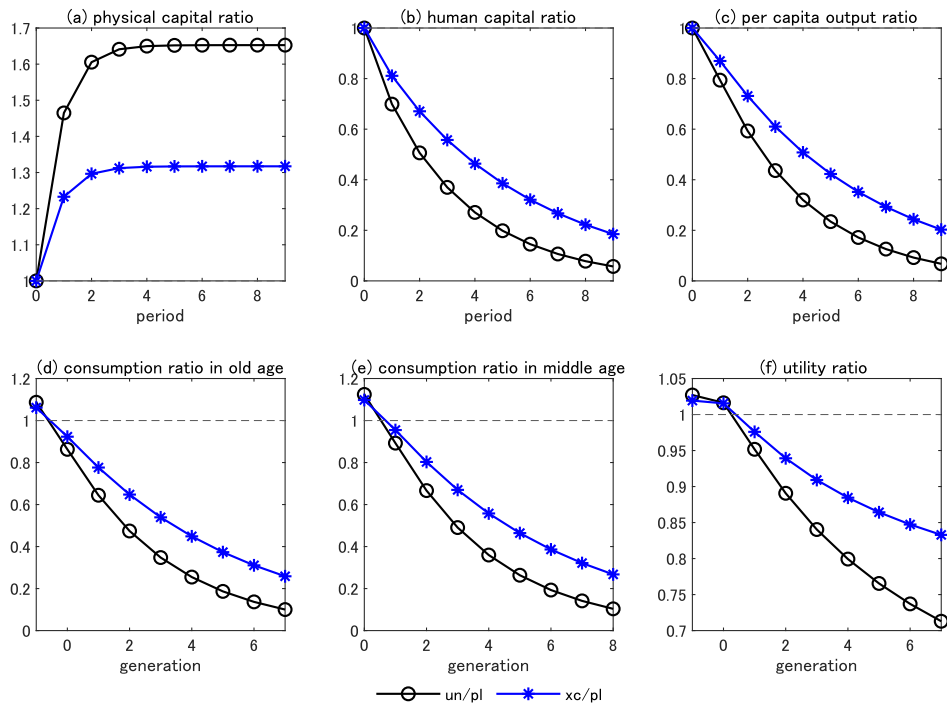 (a) physical capital ratio
1.7
1.6
1.5
1.4
1.3
1.2
1.1
1
0 2 4 6 8
period
(b) human capital ratio
1
0.8
0.6
0.4
0.2
0
0 2 4 6 8
period
(c) per capita output ratio
1
0.8
0.6
0.4
0.2
0
0 2 4 6 8
period
(d) consumption ratio in old age
1.2
1
0.8
0.6
0.4
0.2
0
0 2 4 6
generation
(e) consumption ratio in middle age
1.2
1
0.8
0.6
0.4
0.2
0
0 2 4 6 8
generation
(f) utility ratio
1.05
1
0.95
0.9
0.85
0.8
0.75
0.7
0 2 4 6
generation
un/pl xc/pl